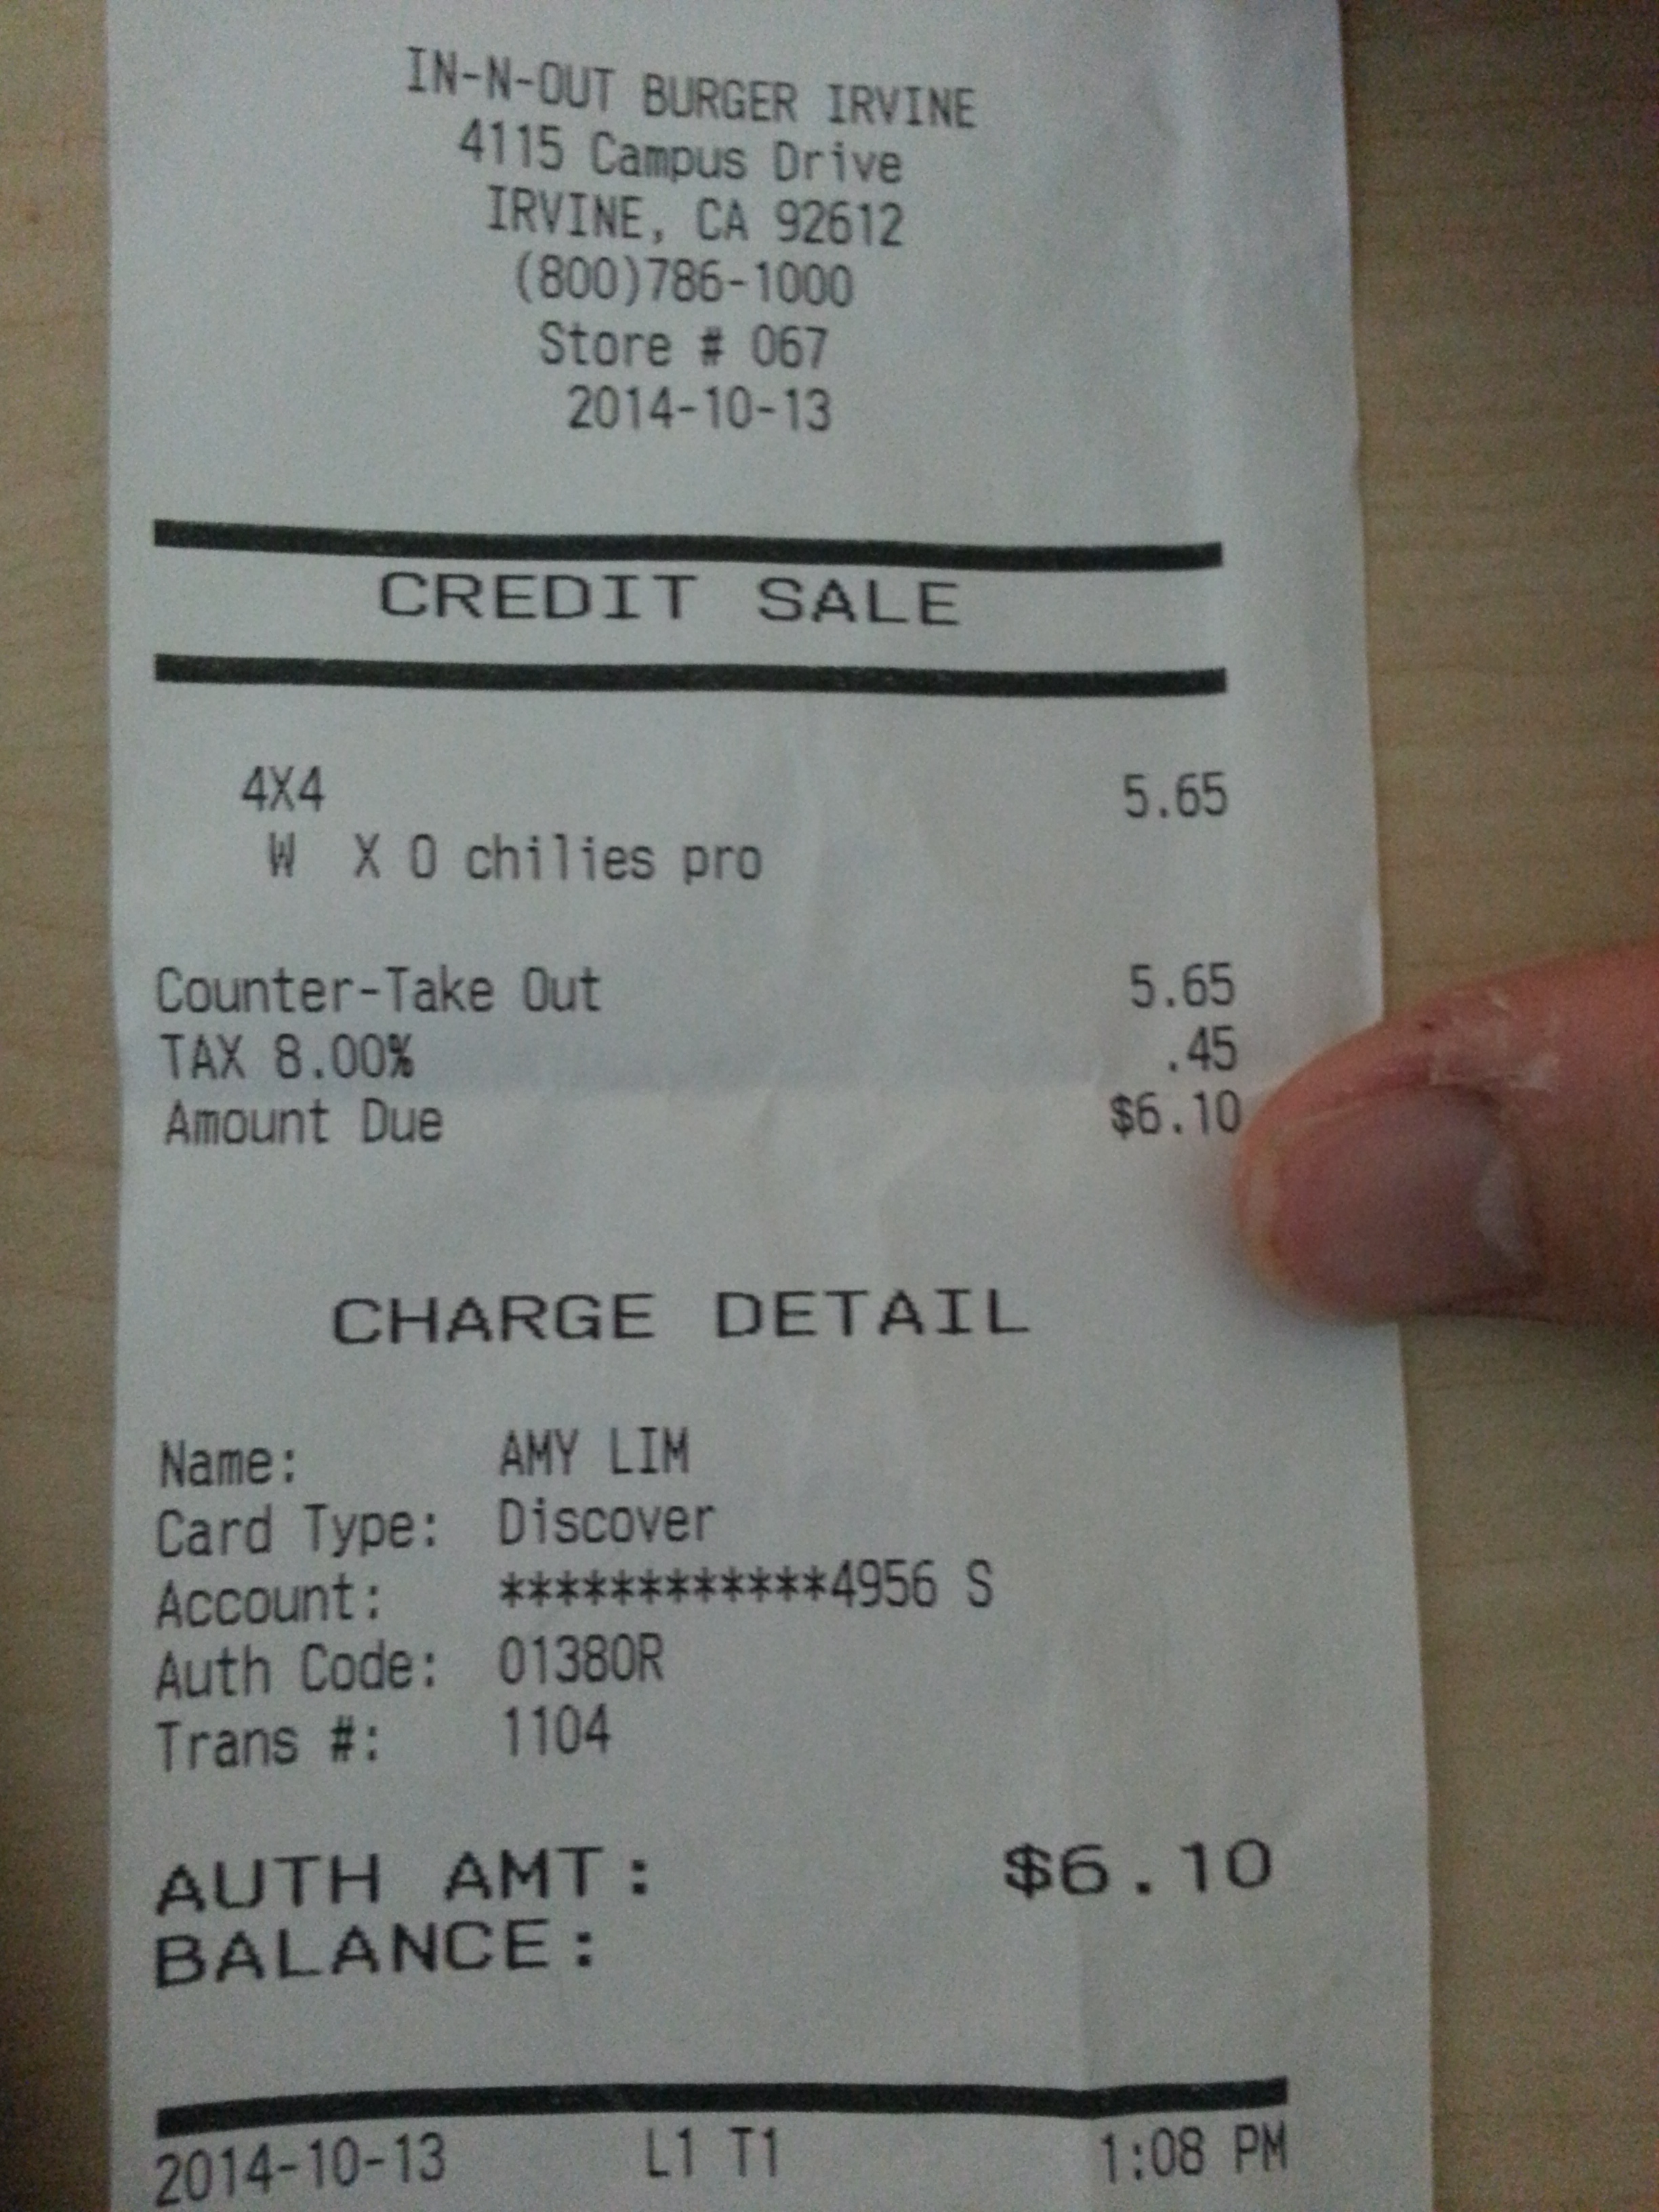 IN-N-OUT BURGER IRVINE
4115 Campus Drive
IRVINE, CA 92612
(800)786-1000
Store # 067
2014-10-13
CREDIT SALE
4X4 5.65
W X O chilies pro
Counter-Take Out 5.65
TAX 8.00% .45
Amount Due $6.10
CHARGE DETAIL
Name: AMY LIM
Card Type: Discover
Account: ************4956 S
Auth Code: 01380R
Trans #: 1104
AUTH AMT: $6.10
BALANCE:
2014-10-13 L1 T1 1:08 PM